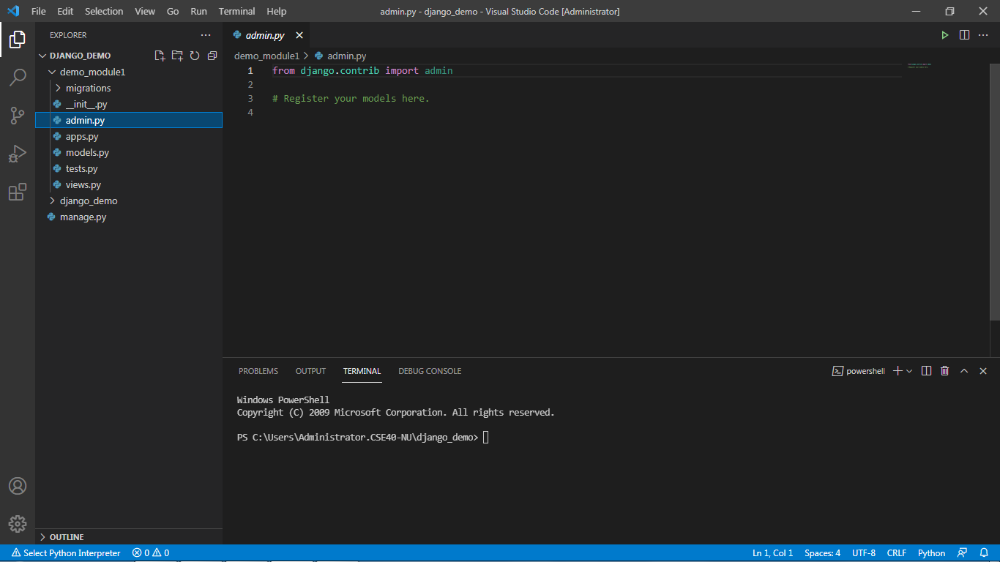 File Edit Selection View Go Run Terminal Help admin.py - django_demo - Visual Studio Code [Administrator]
EXPLORER
DJANGO_DEMO
demo_module1
migrations
__init__.py
admin.py
apps.py
models.py
tests.py
views.py
django_demo
manage.py
OUTLINE
admin.py
demo_module1 > admin.py
1 from django.contrib import admin
2
3 # Register your models here.
4
PROBLEMS OUTPUT TERMINAL DEBUG CONSOLE powershell
Windows PowerShell
Copyright (C) 2009 Microsoft Corporation. All rights reserved.
PS C:\Users\Administrator.CSE40-NU\django_demo>
Select Python Interpreter 0 0 Ln 1, Col 1 Spaces: 4 UTF-8 CRLF Python